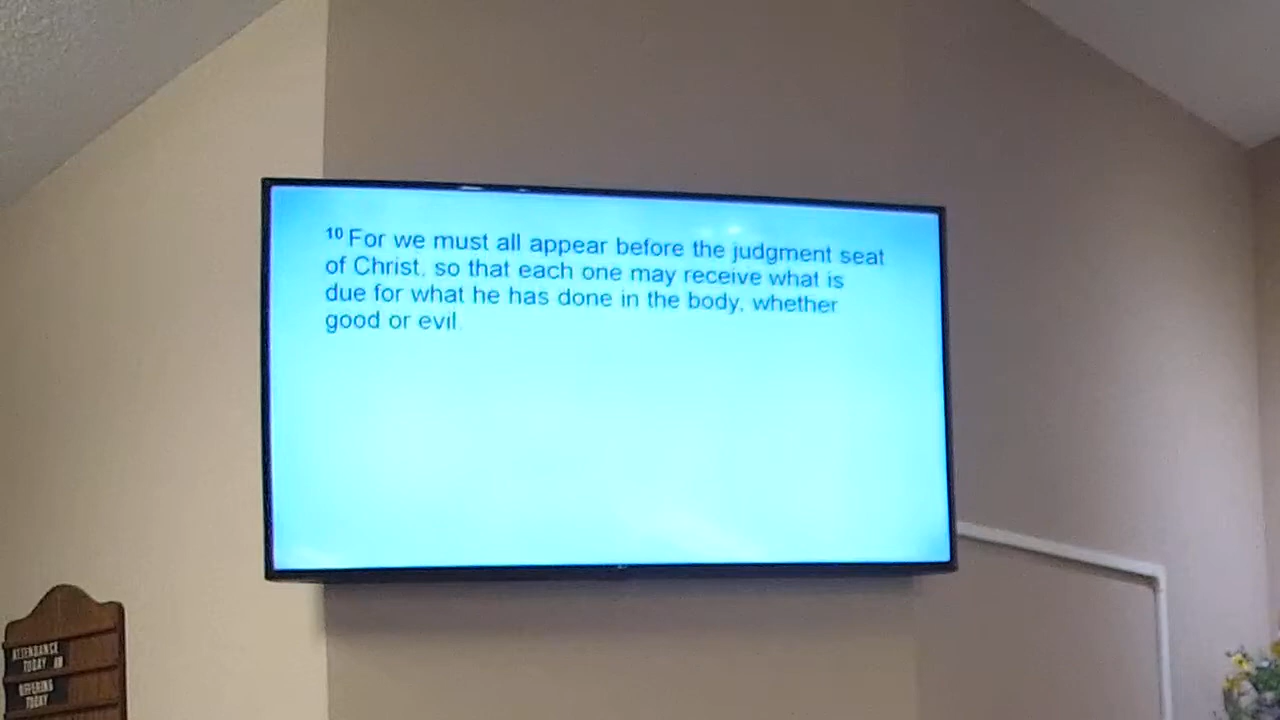 10 For we must all appear before the judgment seat
of Christ, so that each one may receive what is
due for what he has done in the body, whether
good or evil
ATTENDANCE
TODAY
OFFERING
TODAY